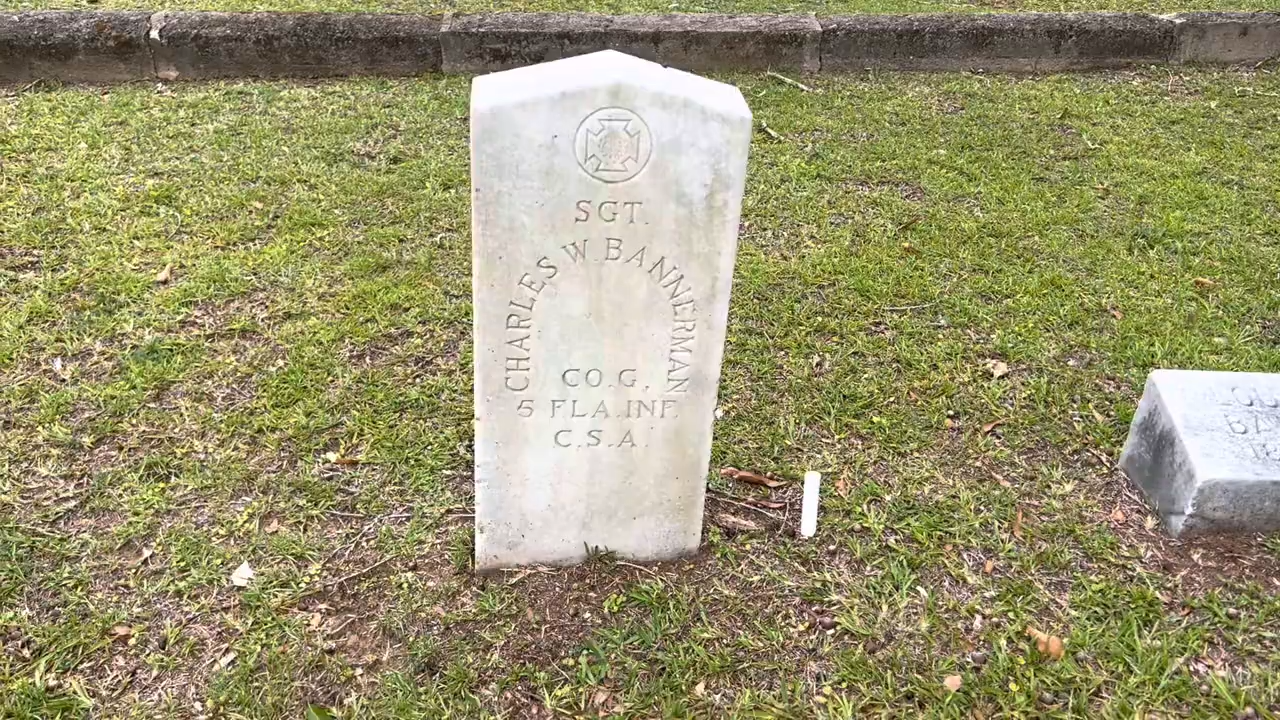 SGT.
CHARLES W. BANNERMAN
CO. G,
5 FLA. INF.
C.S.A.